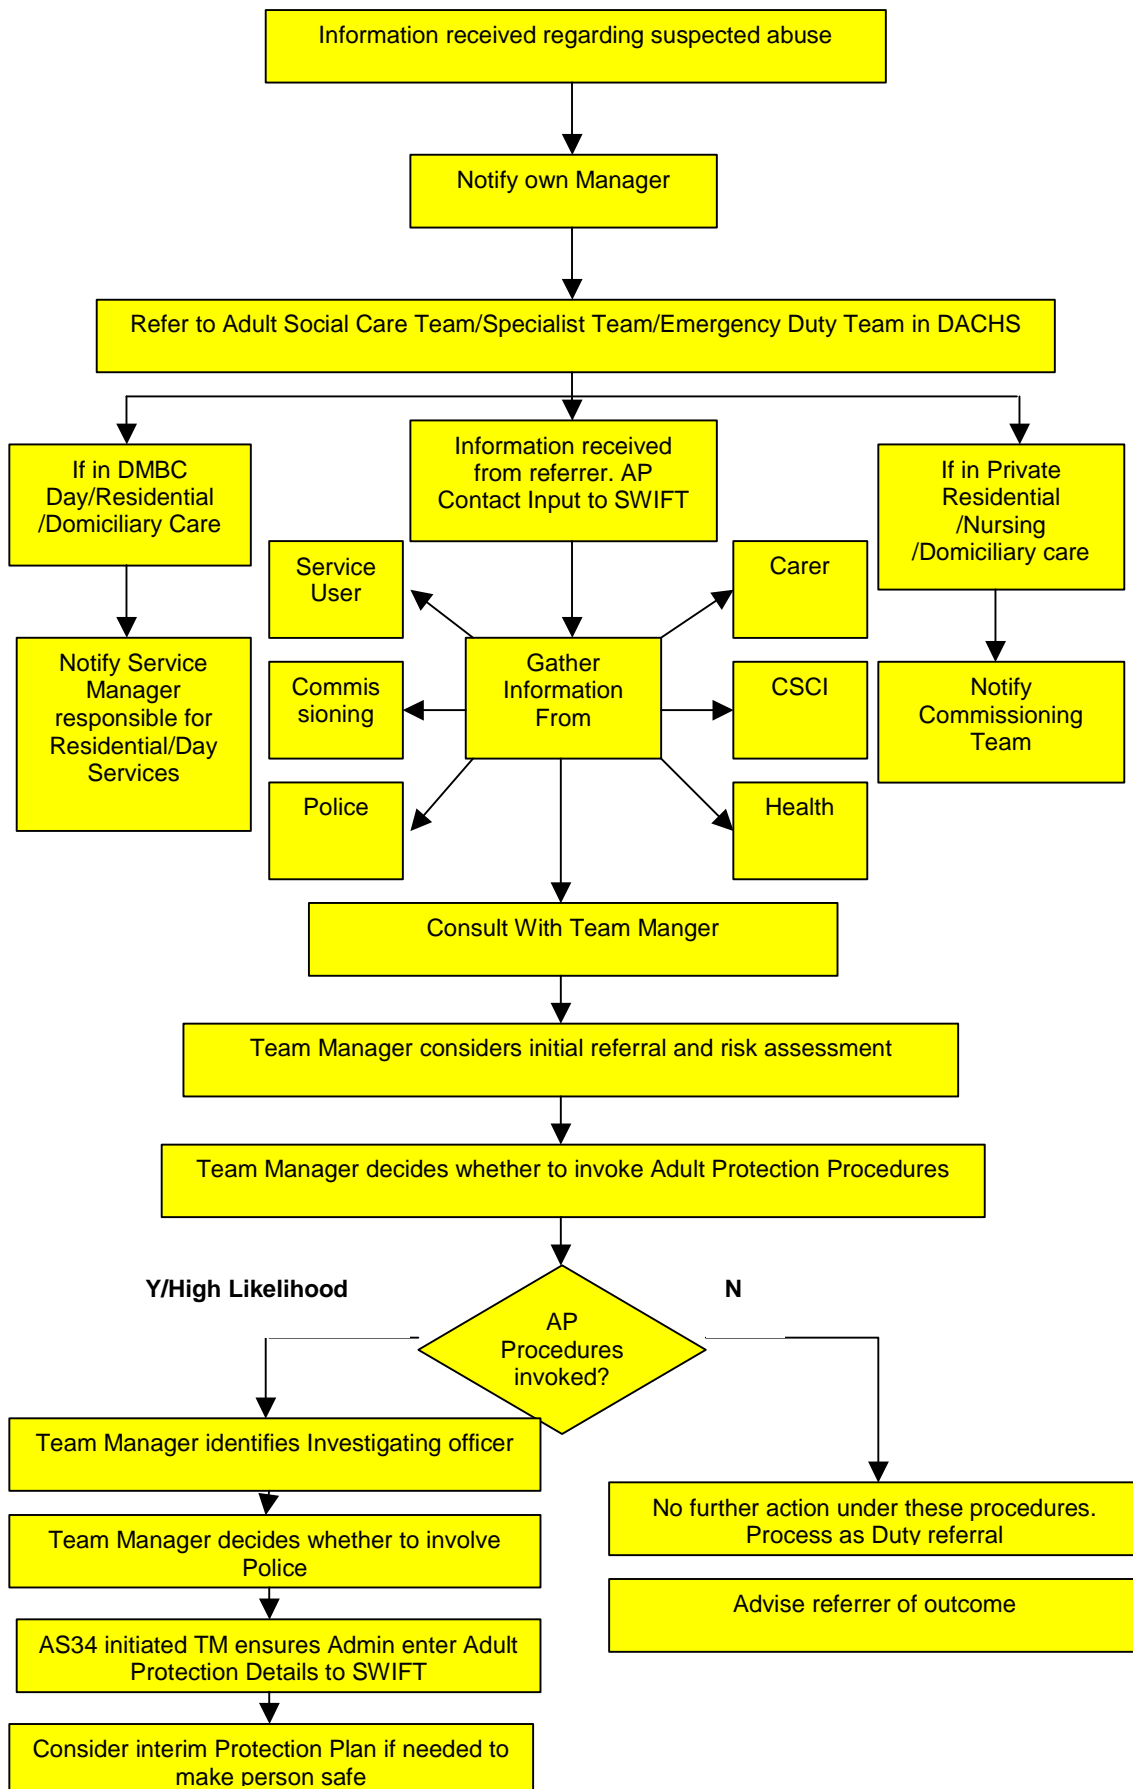 Information received regarding suspected abuse
Notify own Manager
Refer to Adult Social Care Team/Specialist Team/Emergency Duty Team in DACHS
If in DMBC
Day/Residential
/Domiciliary Care
Information received
from referrer. AP
Contact Input to SWIFT
If in Private
Residential
/Nursing
/Domiciliary care
Service
User
Carer
Notify Service
Manager
responsible for
Residential/Day
Services
Commis
sioning
Gather
Information
From
CSCI
Notify
Commissioning
Team
Police
Health
Consult With Team Manger
Team Manager considers initial referral and risk assessment
Team Manager decides whether to invoke Adult Protection Procedures
Y/High Likelihood
N
AP
Procedures
invoked?
Team Manager identifies Investigating officer
Team Manager decides whether to involve
Police
AS34 initiated TM ensures Admin enter Adult
Protection Details to SWIFT
Consider interim Protection Plan if needed to
make person safe
No further action under these procedures.
Process as Duty referral
Advise referrer of outcome